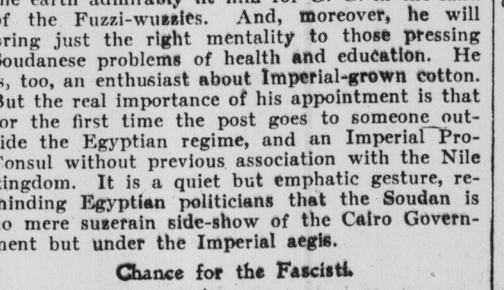 of the Fuzzi-wuzzies. And, moreover, he will
bring just the right mentality to those pressing
Soudanese problems of health and education. He
is, too, an enthusiast about Imperial-grown cotton.
But the real importance of his appointment is that
for the first time the post goes to someone out-
side the Egyptian regime, and an Imperial Pro-
Consul without previous association with the Nile
kingdom. It is a quiet but emphatic gesture, re-
minding Egyptian politicians that the Soudan is
no mere suzerain side-show of the Cairo Govern-
ment but under the Imperial aegis.
Chance for the Fascisti.